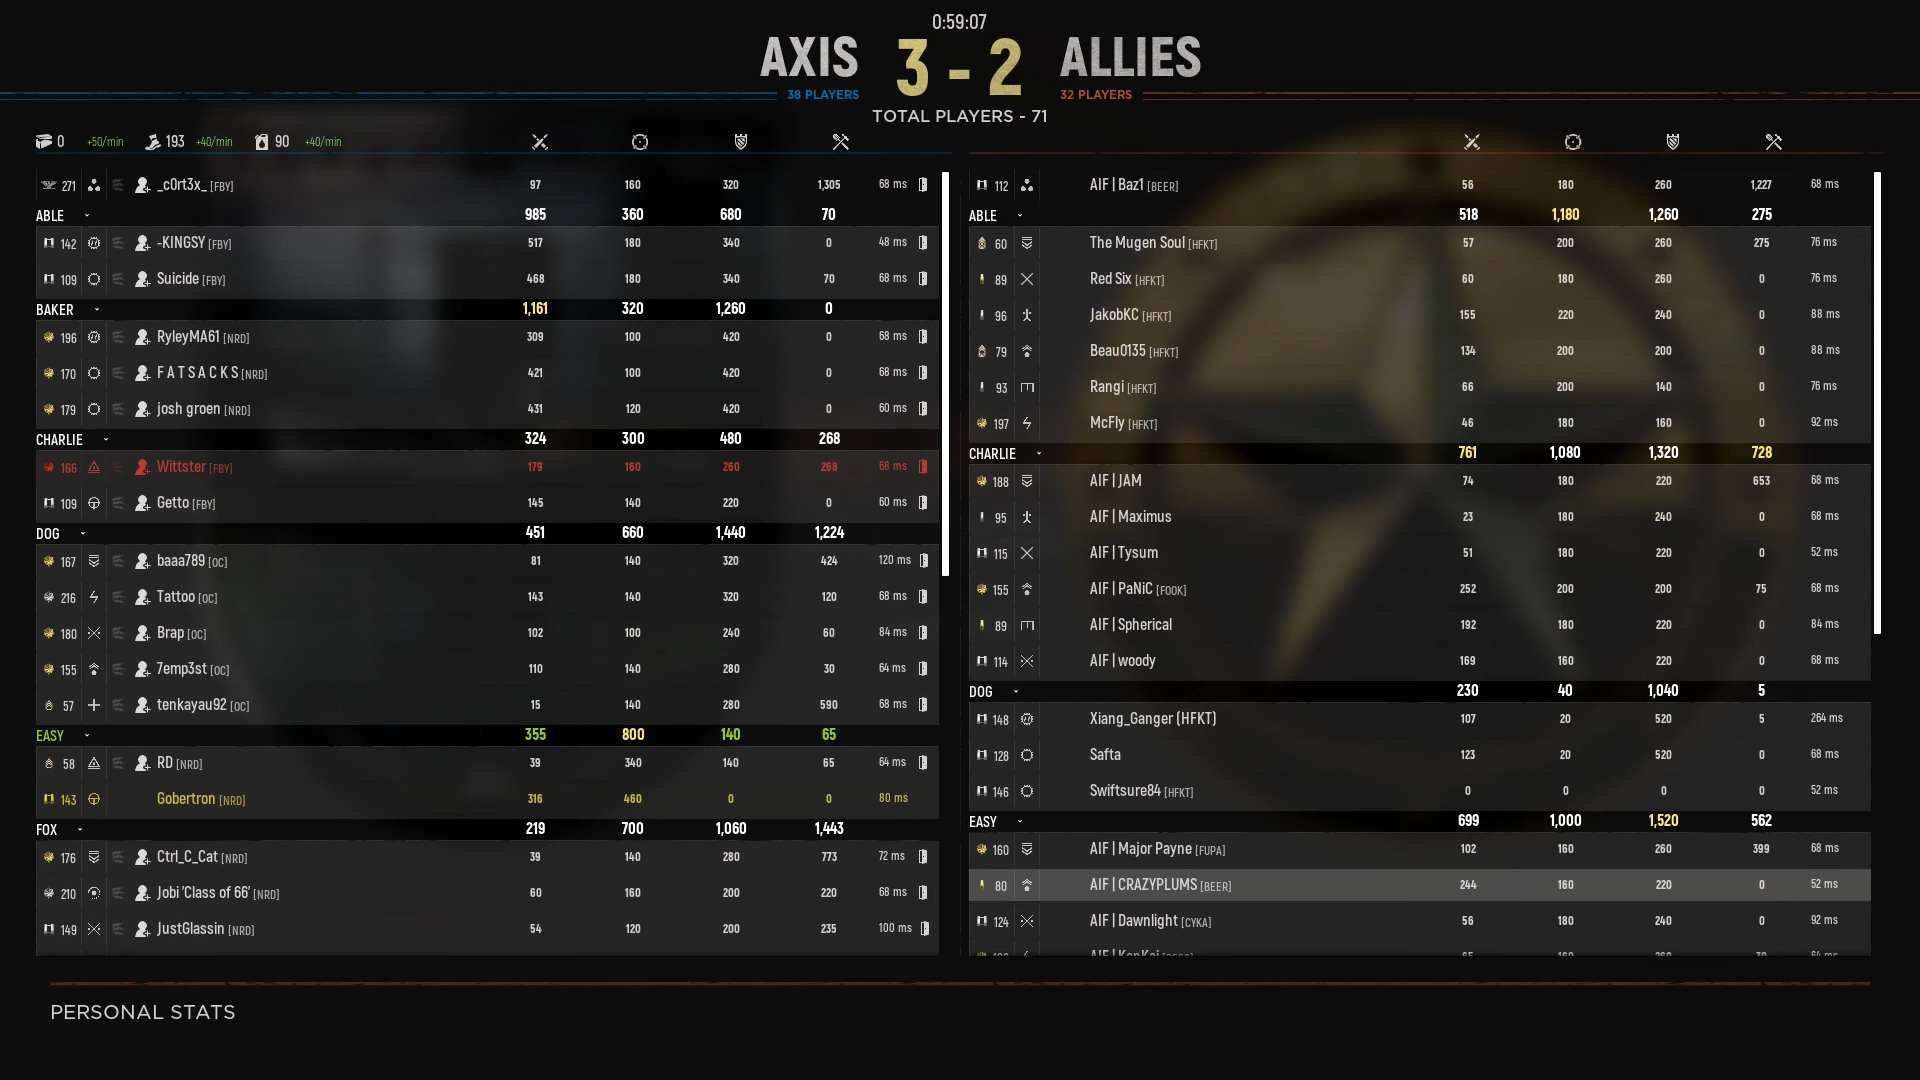 0:59:07
AXIS 3 - 2 ALLIES
38 PLAYERS 32 PLAYERS
TOTAL PLAYERS - 71
0 +50/min 193 +40/min 90 +40/min
271 _c0rt3x_ [FBY] 97 160 320 1,305 68 ms
ABLE 985 360 680 70
142 -KINGSY [FBY] 517 180 340 0 48 ms
109 Suicide [FBY] 468 180 340 70 68 ms
BAKER 1,161 320 1,260 0
196 RyleyMA61 [NRD] 309 100 420 0 68 ms
170 F A T S A C K S [NRD] 421 100 420 0 68 ms
179 josh groen [NRD] 431 120 420 0 60 ms
CHARLIE 324 300 480 268
166 Wittster [FBY] 179 160 260 268 68 ms
109 Getto [FBY] 145 140 220 0 60 ms
DOG 451 660 1,440 1,224
167 baaa789 [OC] 81 140 320 424 120 ms
216 Tattoo [OC] 143 140 320 120 68 ms
180 Brap [OC] 102 100 240 60 84 ms
155 7emp3st [OC] 110 140 280 30 64 ms
57 tenkayau92 [OC] 15 140 280 590 68 ms
EASY 355 800 140 65
58 RD [NRD] 39 340 140 65 64 ms
143 Gobertron [NRD] 316 460 0 0 80 ms
FOX 219 700 1,060 1,443
176 Ctrl_C_Cat [NRD] 39 140 280 773 72 ms
210 Jobi 'Class of 66' [NRD] 60 160 200 220 68 ms
149 JustGlassin [NRD] 54 120 200 235 100 ms
112 AIF | Baz1 [BEER] 56 180 260 1,227 68 ms
ABLE 518 1,180 1,260 275
60 The Mugen Soul [HFKT] 57 200 260 275 76 ms
89 Red Six [HFKT] 60 180 260 0 76 ms
96 JakobKC [HFKT] 155 220 240 0 88 ms
79 Beau0135 [HFKT] 134 200 200 0 88 ms
93 Rangi [HFKT] 66 200 140 0 76 ms
197 McFly [HFKT] 46 180 160 0 92 ms
CHARLIE 761 1,080 1,320 728
188 AIF | JAM 74 180 220 653 68 ms
95 AIF | Maximus 23 180 240 0 68 ms
115 AIF | Tysum 51 180 220 0 52 ms
155 AIF | PaNiC [FOOK] 252 200 200 75 68 ms
89 AIF | Spherical 192 180 220 0 84 ms
114 AIF | woody 169 160 220 0 68 ms
DOG 230 40 1,040 5
148 Xiang_Ganger (HFKT) 107 20 520 5 264 ms
128 Safta 123 20 520 0 68 ms
146 Swiftsure84 [HFKT] 0 0 0 0 52 ms
EASY 699 1,000 1,520 562
160 AIF | Major Payne [FUPA] 102 160 260 399 68 ms
80 AIF | CRAZYPLUMS [BEER] 244 160 220 0 52 ms
124 AIF | Dawnlight [CYKA] 56 180 240 0 92 ms
PERSONAL STATS